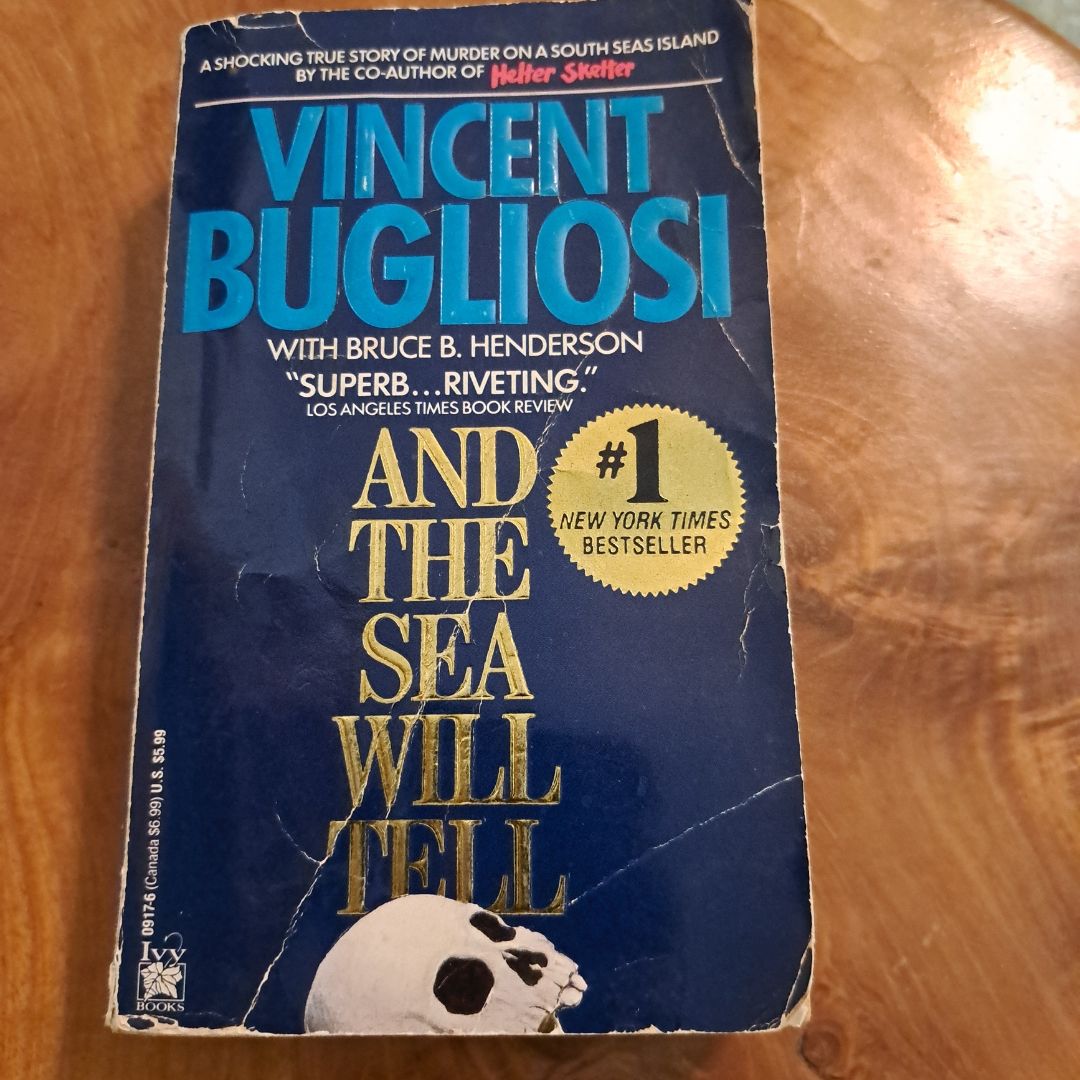 A SHOCKING TRUE STORY OF MURDER ON A SOUTH SEAS ISLAND
BY THE CO-AUTHOR OF Helter Skelter
VINCENT
BUGLIOSI
WITH BRUCE B. HENDERSON
"SUPERB...RIVETING."
LOS ANGELES TIMES BOOK REVIEW
AND
THE
SEA
WILL
TELL
#1
NEW YORK TIMES
BESTSELLER
0917-6 (Canada $6.99) U.S. $5.99
Ivy
BOOKS